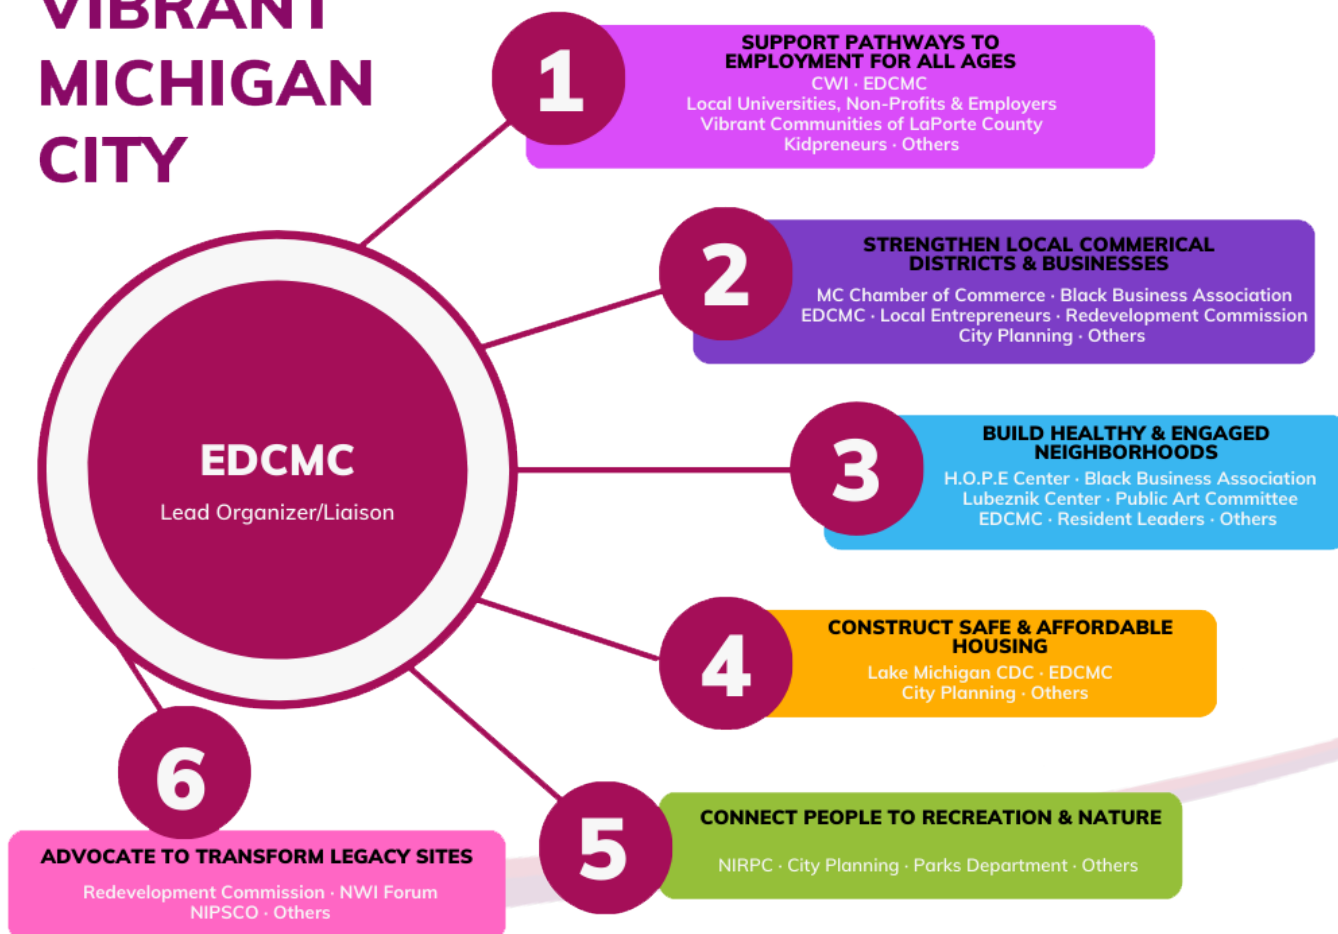 VIBRANT
MICHIGAN
CITY
1
SUPPORT PATHWAYS TO
EMPLOYMENT FOR ALL AGES
CWI · EDCMC
Local Universities, Non-Profits & Employers
Vibrant Communities of LaPorte County
Kidpreneurs · Others
2
STRENGTHEN LOCAL COMMERICAL
DISTRICTS & BUSINESSES
MC Chamber of Commerce · Black Business Association
EDCMC · Local Entrepreneurs · Redevelopment Commission
City Planning · Others
EDCMC
Lead Organizer/Liaison
3
BUILD HEALTHY & ENGAGED
NEIGHBORHOODS
H.O.P.E Center · Black Business Association
Lubeznik Center · Public Art Committee
EDCMC · Resident Leaders · Others
4
CONSTRUCT SAFE & AFFORDABLE
HOUSING
Lake Michigan CDC · EDCMC
City Planning · Others
5
CONNECT PEOPLE TO RECREATION & NATURE
NIRPC · City Planning · Parks Department · Others
6
ADVOCATE TO TRANSFORM LEGACY SITES
Redevelopment Commission · NWI Forum
NIPSCO · Others